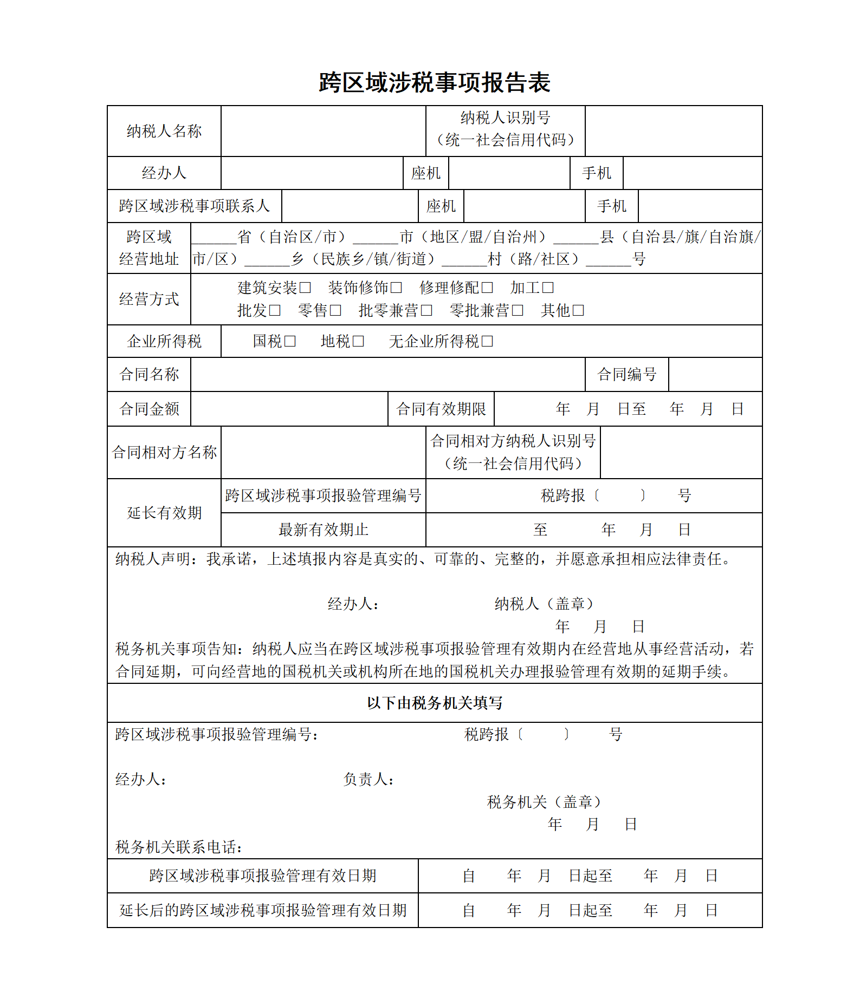 跨区域涉税事项报告表
纳税人名称
纳税人识别号
（统一社会信用代码）
经办人
座机
手机
跨区域涉税事项联系人
座机
手机
跨区域
经营地址
______省（自治区/市）______市（地区/盟/自治州）______县（自治县/旗/自治旗/
市/区）______乡（民族乡/镇/街道）______村（路/社区）______号
经营方式
建筑安装□ 装饰修饰□ 修理修配□ 加工□
批发□ 零售□ 批零兼营□ 零批兼营□ 其他□
企业所得税
国税□ 地税□ 无企业所得税□
合同名称
合同编号
合同金额
合同有效期限
年 月 日至 年 月 日
合同相对方名称
合同相对方纳税人识别号
（统一社会信用代码）
延长有效期
跨区域涉税事项报验管理编号
税跨报〔 〕 号
最新有效期止
至 年 月 日
纳税人声明：我承诺，上述填报内容是真实的、可靠的、完整的，并愿意承担相应法律责任。
经办人： 纳税人（盖章）
年 月 日
税务机关事项告知：纳税人应当在跨区域涉税事项报验管理有效期内在经营地从事经营活动，若
合同延期，可向经营地的国税机关或机构所在地的国税机关办理报验管理有效期的延期手续。
以下由税务机关填写
跨区域涉税事项报验管理编号： 税跨报〔 〕 号
经办人： 负责人：
税务机关（盖章）
年 月 日
税务机关联系电话：
跨区域涉税事项报验管理有效日期
自 年 月 日起至 年 月 日
延长后的跨区域涉税事项报验管理有效日期
自 年 月 日起至 年 月 日